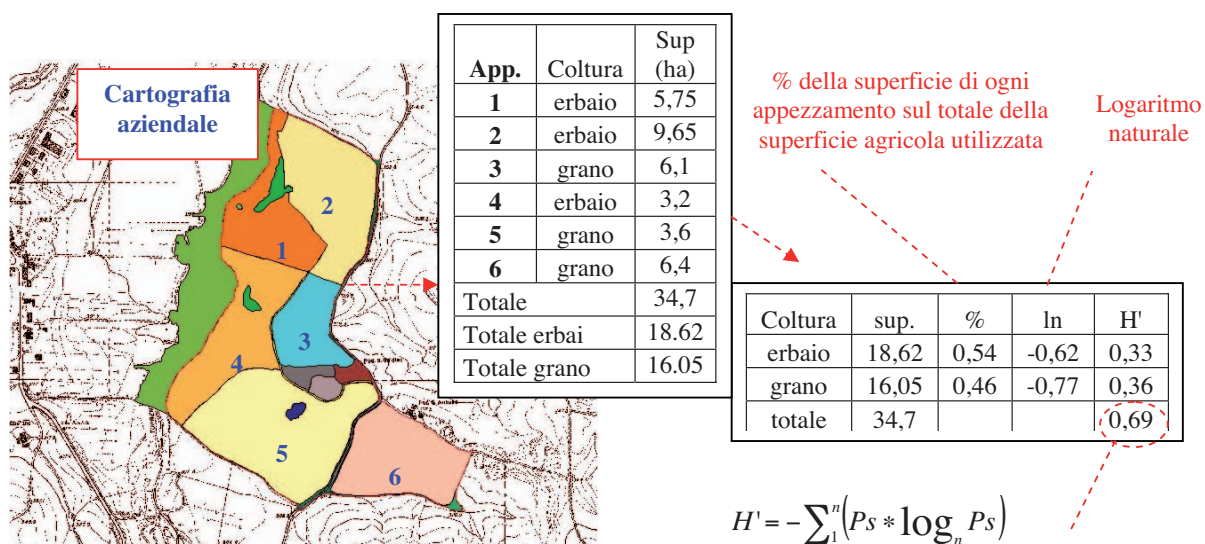 Cartografia
aziendale
1
2
3
4
5
6
App. Coltura Sup (ha)
1 erbaio 5,75
2 erbaio 9,65
3 grano 6,1
4 erbaio 3,2
5 grano 3,6
6 grano 6,4
Totale 34,7
Totale erbai 18.62
Totale grano 16.05
% della superficie di ogni
appezzamento sul totale della
superficie agricola utilizzata
Logaritmo
naturale
Coltura sup. % ln H'
erbaio 18,62 0,54 -0,62 0,33
grano 16,05 0,46 -0,77 0,36
totale 34,7 0,69
H' = -∑₁ⁿ(Ps * logₙ Ps)